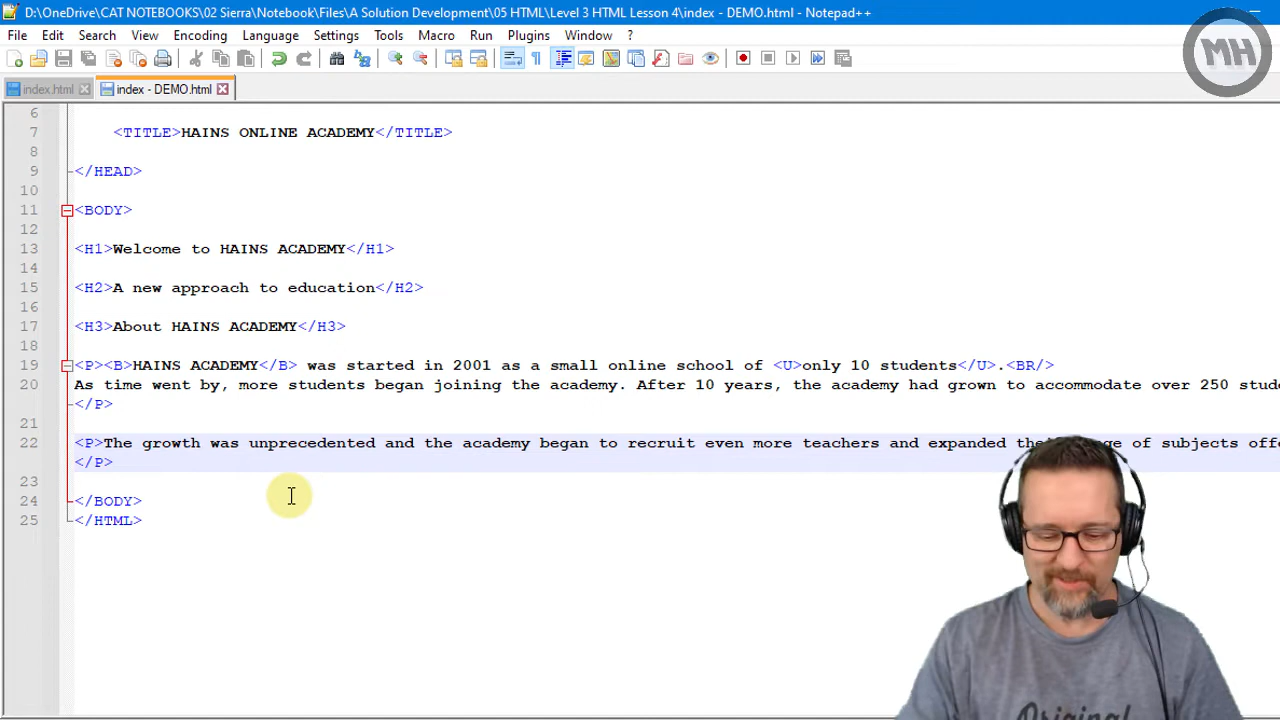 D:\OneDrive\CAT NOTEBOOKS\02 Sierra\Notebook\Files\A Solution Development\05 HTML\Level 3 HTML Lesson 4\index - DEMO.html - Notepad++
File Edit Search View Encoding Language Settings Tools Macro Run Plugins Window ?
MH
index.html index - DEMO.html
6
7 <TITLE>HAINS ONLINE ACADEMY</TITLE>
8
9 </HEAD>
10
11 <BODY>
12
13 <H1>Welcome to HAINS ACADEMY</H1>
14
15 <H2>A new approach to education</H2>
16
17 <H3>About HAINS ACADEMY</H3>
18
19 <P><B>HAINS ACADEMY</B> was started in 2001 as a small online school of <U>only 10 students</U>.<BR/>
20 As time went by, more students began joining the academy. After 10 years, the academy had grown to accommodate over 250 stude
</P>
21
22 <P>The growth was unprecedented and the academy began to recruit even more teachers and expanded of subjects offe
</P>
23
24 </BODY>
25 </HTML>
Original